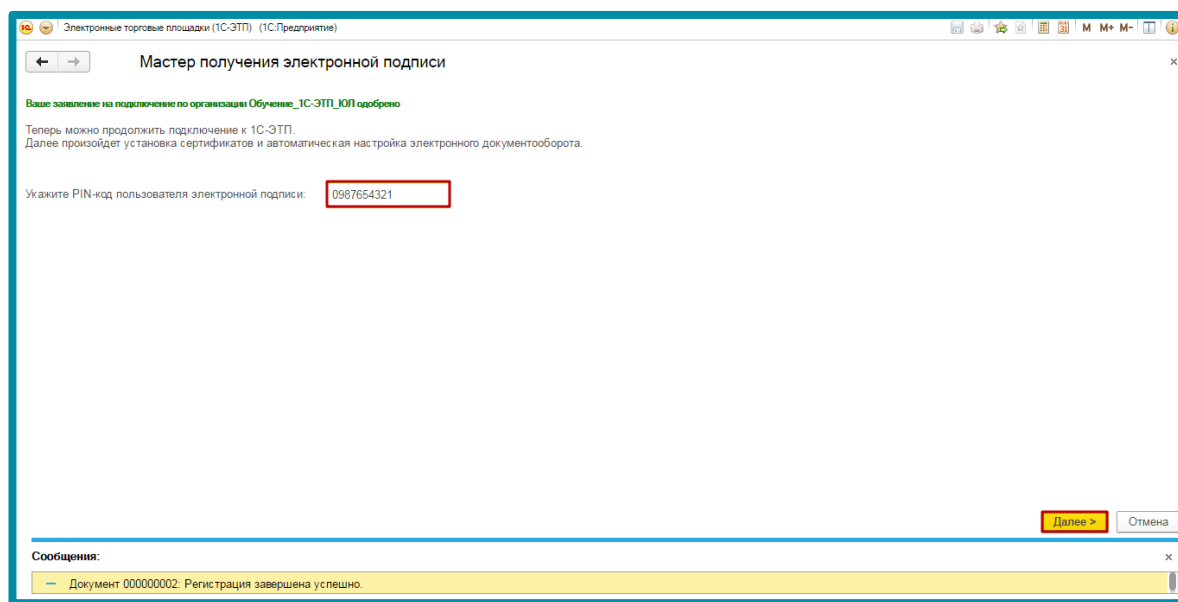 1С Электронные торговые площадки (1С-ЭТП) (1С:Предприятие) 31 M M+ M- i
Мастер получения электронной подписи
Ваше заявление на подключение по организации Обучение_1С-ЭТП_ЮЛ одобрено
Теперь можно продолжить подключение к 1С-ЭТП.
Далее произойдет установка сертификатов и автоматическая настройка электронного документооборота.
Укажите PIN-код пользователя электронной подписи: 0987654321
Далее > Отмена
Сообщения:
Документ 000000002: Регистрация завершена успешно.